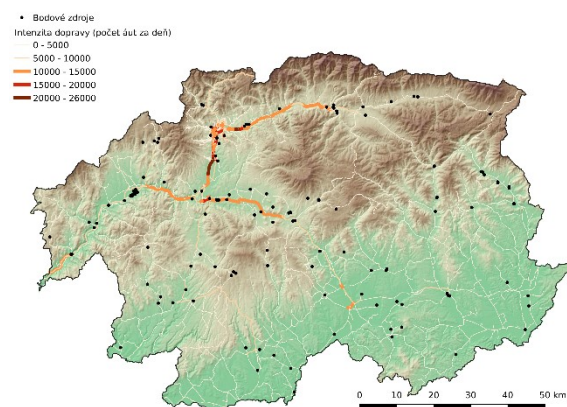 Bodové zdroje
Intenzita dopravy (počet áut za deň)
0 - 5000
5000 - 10000
10000 - 15000
15000 - 20000
20000 - 26000
0 10 20 30 40 50 km